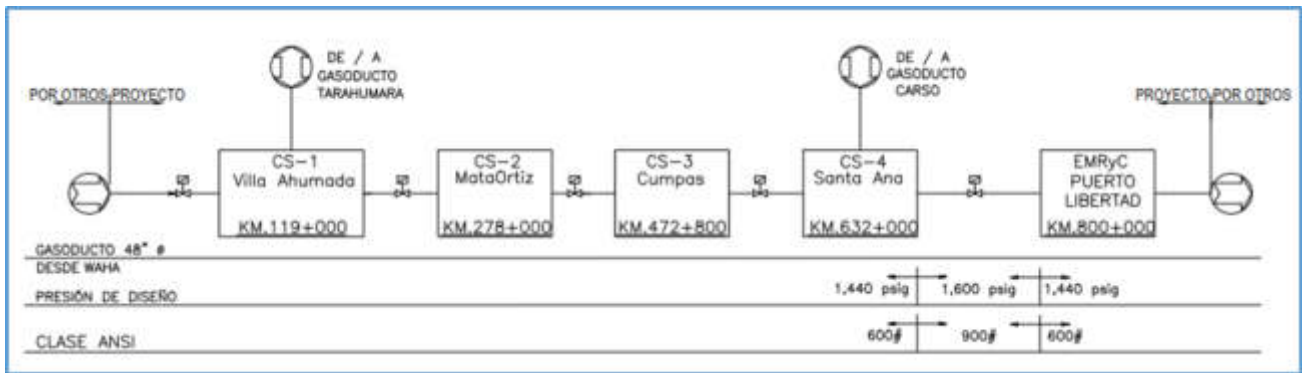 DE / A
GASODUCTO
TARAHUMARA
DE / A
GASODUCTO
CARSO
POR OTROS PROYECTO
PROYECTO POR OTROS
CS-1
Villa Ahumada
KM.119+000
CS-2
MataOrtiz
KM.278+000
CS-3
Cumpas
KM.472+800
CS-4
Santa Ana
KM.632+000
EMRyC
PUERTO
LIBERTAD
KM.800+000
GASODUCTO 48" ø
DESDE WAHA
PRESIÓN DE DISEÑO
1,440 psig
1,600 psig
1,440 psig
CLASE ANSI
600#
900#
600#